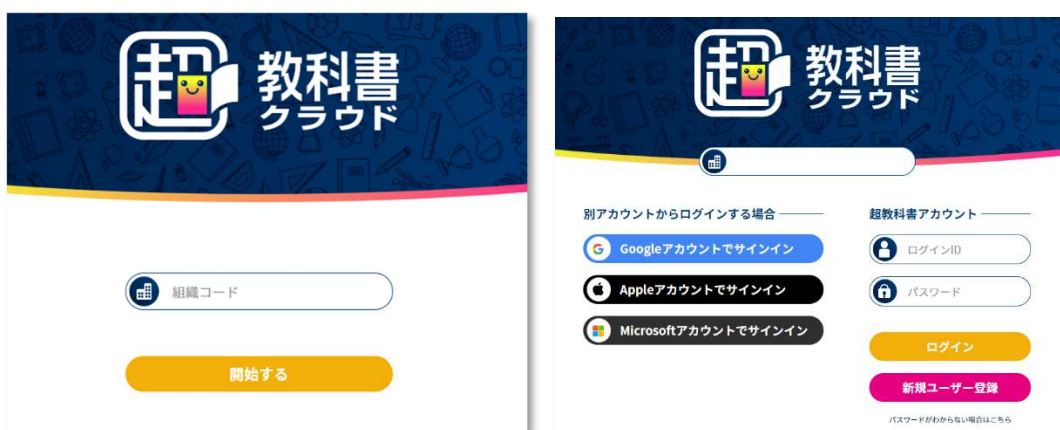 超
教科書
クラウド
組織コード
開始する
超
教科書
クラウド
別アカウントからログインする場合
Googleアカウントでサインイン
Appleアカウントでサインイン
Microsoftアカウントでサインイン
超教科書アカウント
ログインID
パスワード
ログイン
新規ユーザー登録
パスワードがわからない場合はこちら